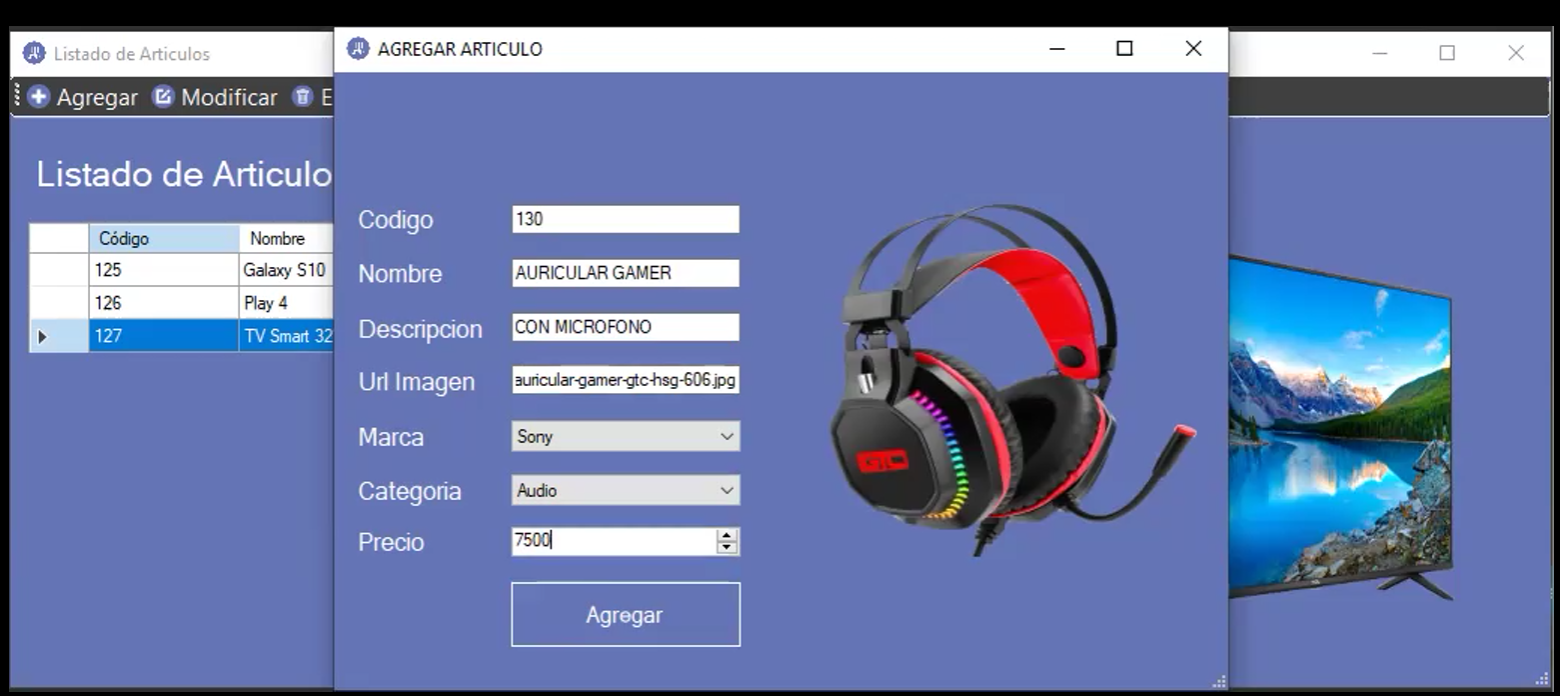 Listado de Articulos
Agregar Modificar E
Listado de Articulo
Código Nombre
125 Galaxy S10
126 Play 4
127 TV Smart 32
AGREGAR ARTICULO
Codigo 130
Nombre AURICULAR GAMER
Descripcion CON MICROFONO
Url Imagen auricular-gamer-gtc-hsg-606.jpg
Marca Sony
Categoria Audio
Precio 7500
Agregar
GTC